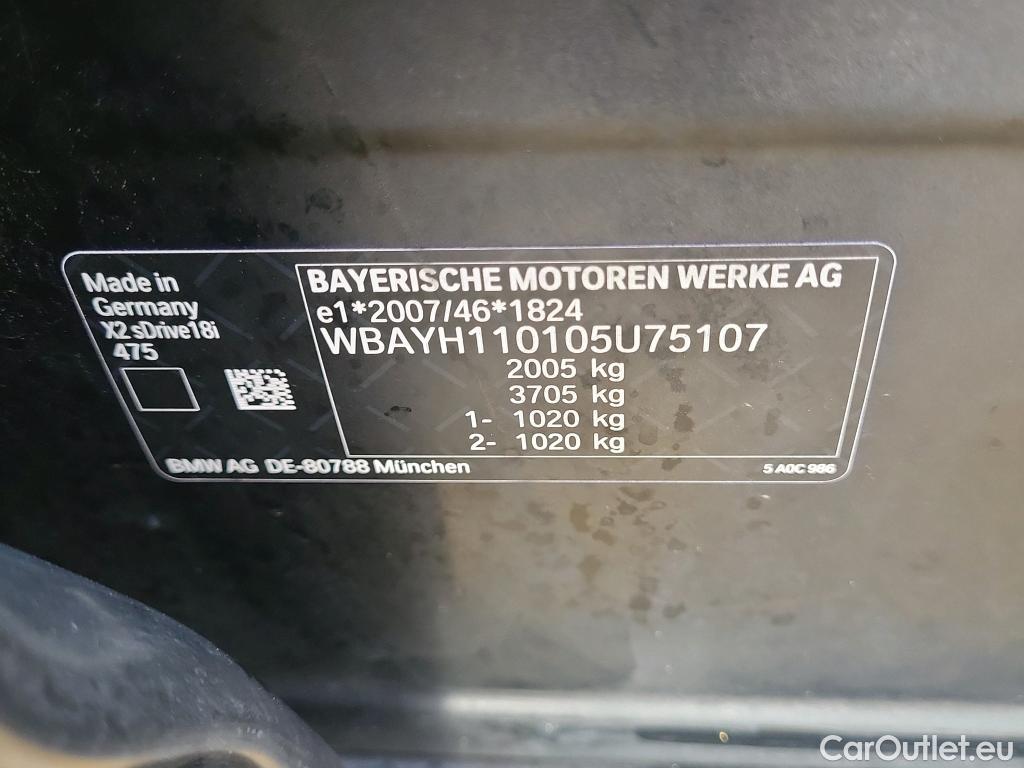 Made in
Germany
X2 sDrive18i
475
BAYERISCHE MOTOREN WERKE AG
e1*2007/46*1824
WBAYH110105U75107
2005 kg
3705 kg
1- 1020 kg
2- 1020 kg
BMW AG DE-80788 München
5 A0C 986
CarOutlet.eu